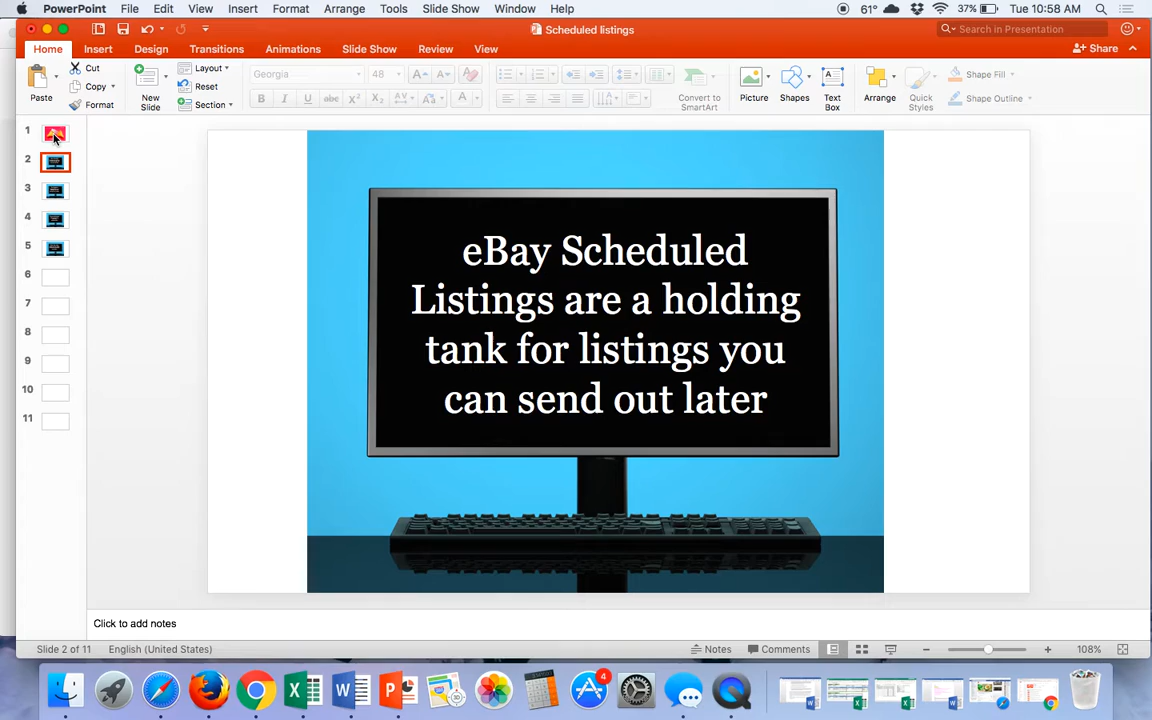 PowerPoint File Edit View Insert Format Arrange Tools Slide Show Window Help 61° 37% Tue 10:58 AM
Scheduled listings Search in Presentation
Home Insert Design Transitions Animations Slide Show Review View Share
Paste Cut Copy Format New Slide Layout Reset Section Georgia 48 Convert to SmartArt Picture Shapes Text Box Arrange Quick Styles Shape Fill Shape Outline
1
2
3
4
5
6
7
8
9
10
11
eBay Scheduled
Listings are a holding
tank for listings you
can send out later
Click to add notes
Slide 2 of 11 English (United States) Notes Comments 108%
4